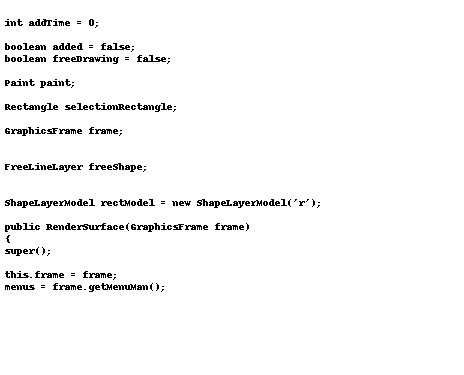 int addTime = 0;
boolean added = false;
boolean freeDrawing = false;
Paint paint;
Rectangle selectionRectangle;
GraphicsFrame frame;
FreeLineLayer freeShape;
ShapeLayerModel rectModel = new ShapeLayerModel('r');
public RenderSurface(GraphicsFrame frame)
{
super();
this.frame = frame;
menus = frame.getMenuMan();